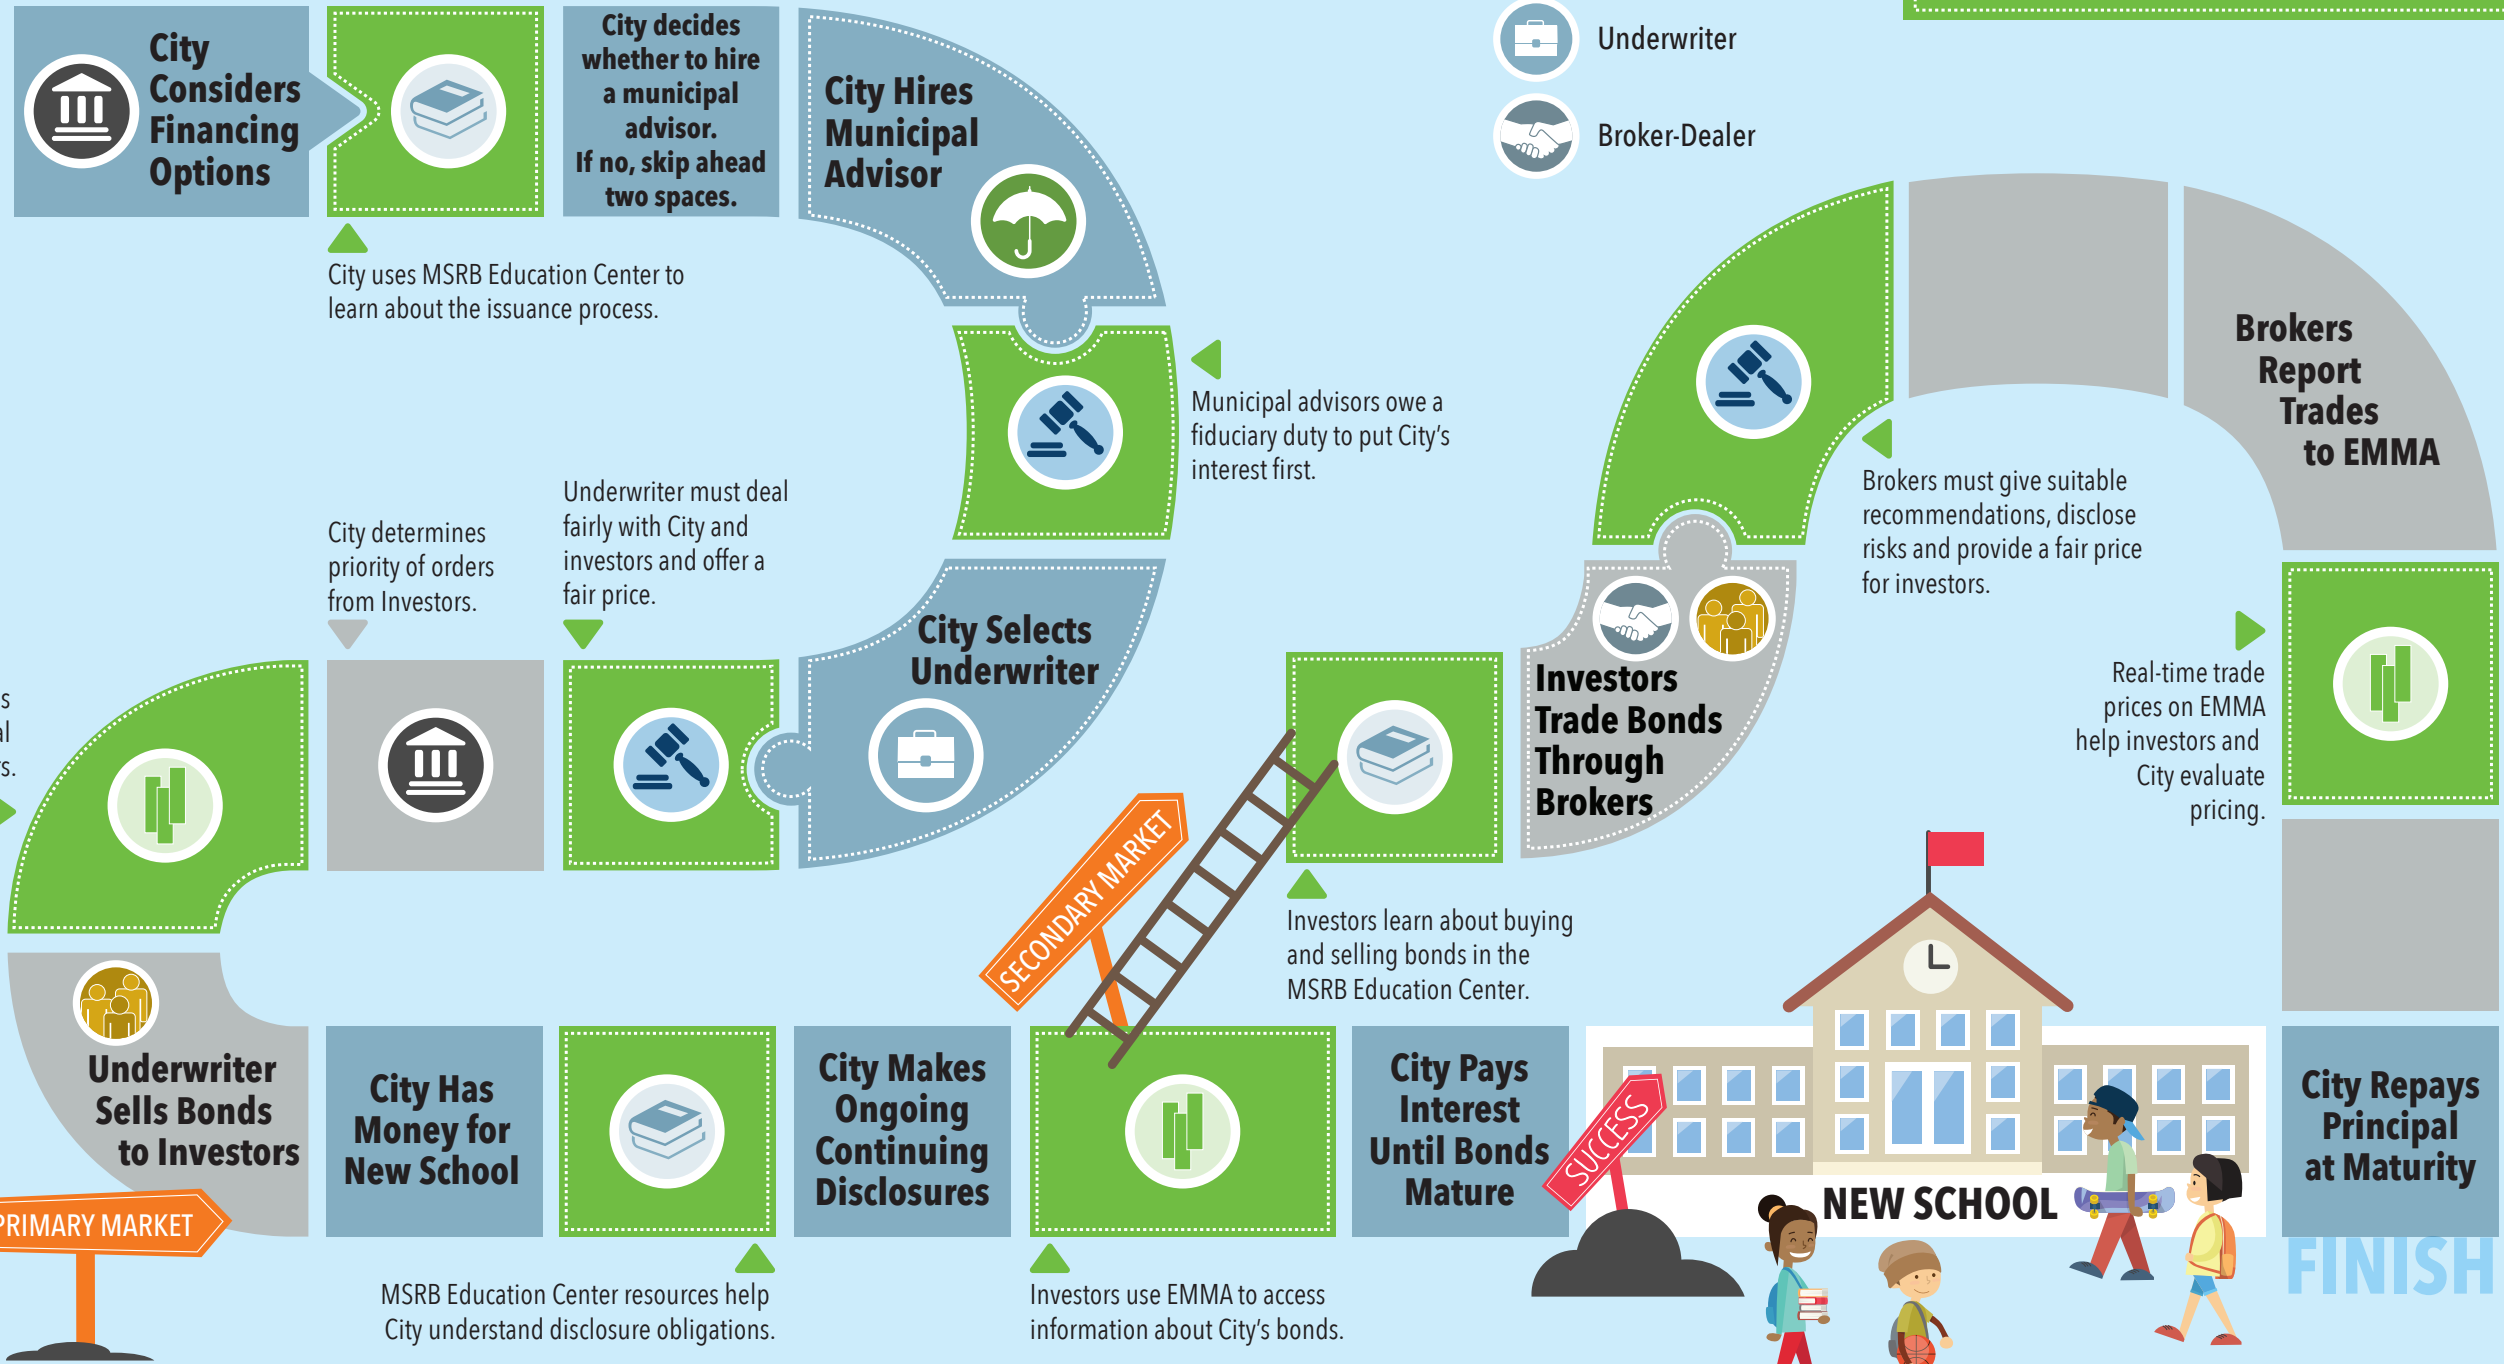 City
Considers
Financing
Options
City decides
whether to hire
a municipal
advisor.
If no, skip ahead
two spaces.
City Hires
Municipal
Advisor
Underwriter
Broker-Dealer
City uses MSRB Education Center to
learn about the issuance process.
Municipal advisors owe a
fiduciary duty to put City's
interest first.
City Selects
Underwriter
Underwriter must deal
fairly with City and
investors and offer a
fair price.
City determines
priority of orders
from Investors.
Underwriter
Sells Bonds
to Investors
PRIMARY MARKET
City Has
Money for
New School
MSRB Education Center resources help
City understand disclosure obligations.
City Makes
Ongoing
Continuing
Disclosures
Investors use EMMA to access
information about City's bonds.
SECONDARY MARKET
Investors learn about buying
and selling bonds in the
MSRB Education Center.
Investors
Trade Bonds
Through
Brokers
Brokers must give suitable
recommendations, disclose
risks and provide a fair price
for investors.
Brokers
Report
Trades
to EMMA
Real-time trade
prices on EMMA
help investors and
City evaluate
pricing.
City Pays
Interest
Until Bonds
Mature
SUCCESS
NEW SCHOOL
City Repays
Principal
at Maturity
FINISH